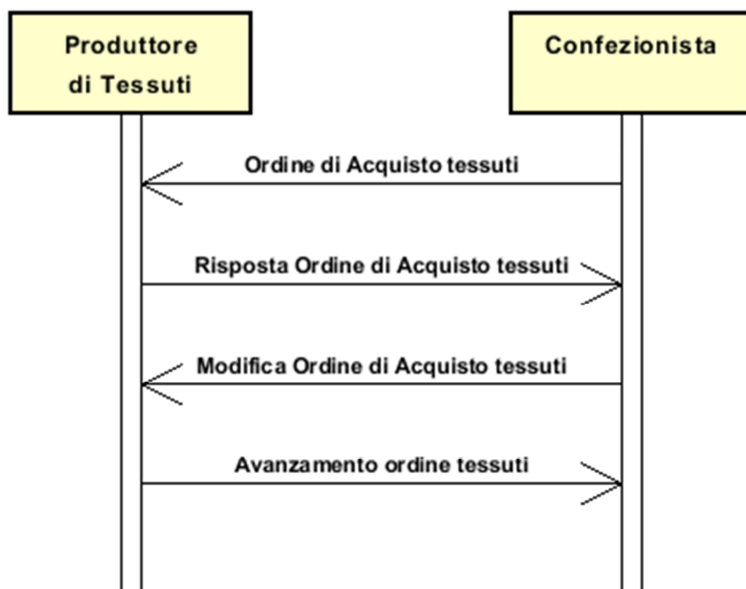 Produttore
di Tessuti
Confezionista
Ordine di Acquisto tessuti
Risposta Ordine di Acquisto tessuti
Modifica Ordine di Acquisto tessuti
Avanzamento ordine tessuti